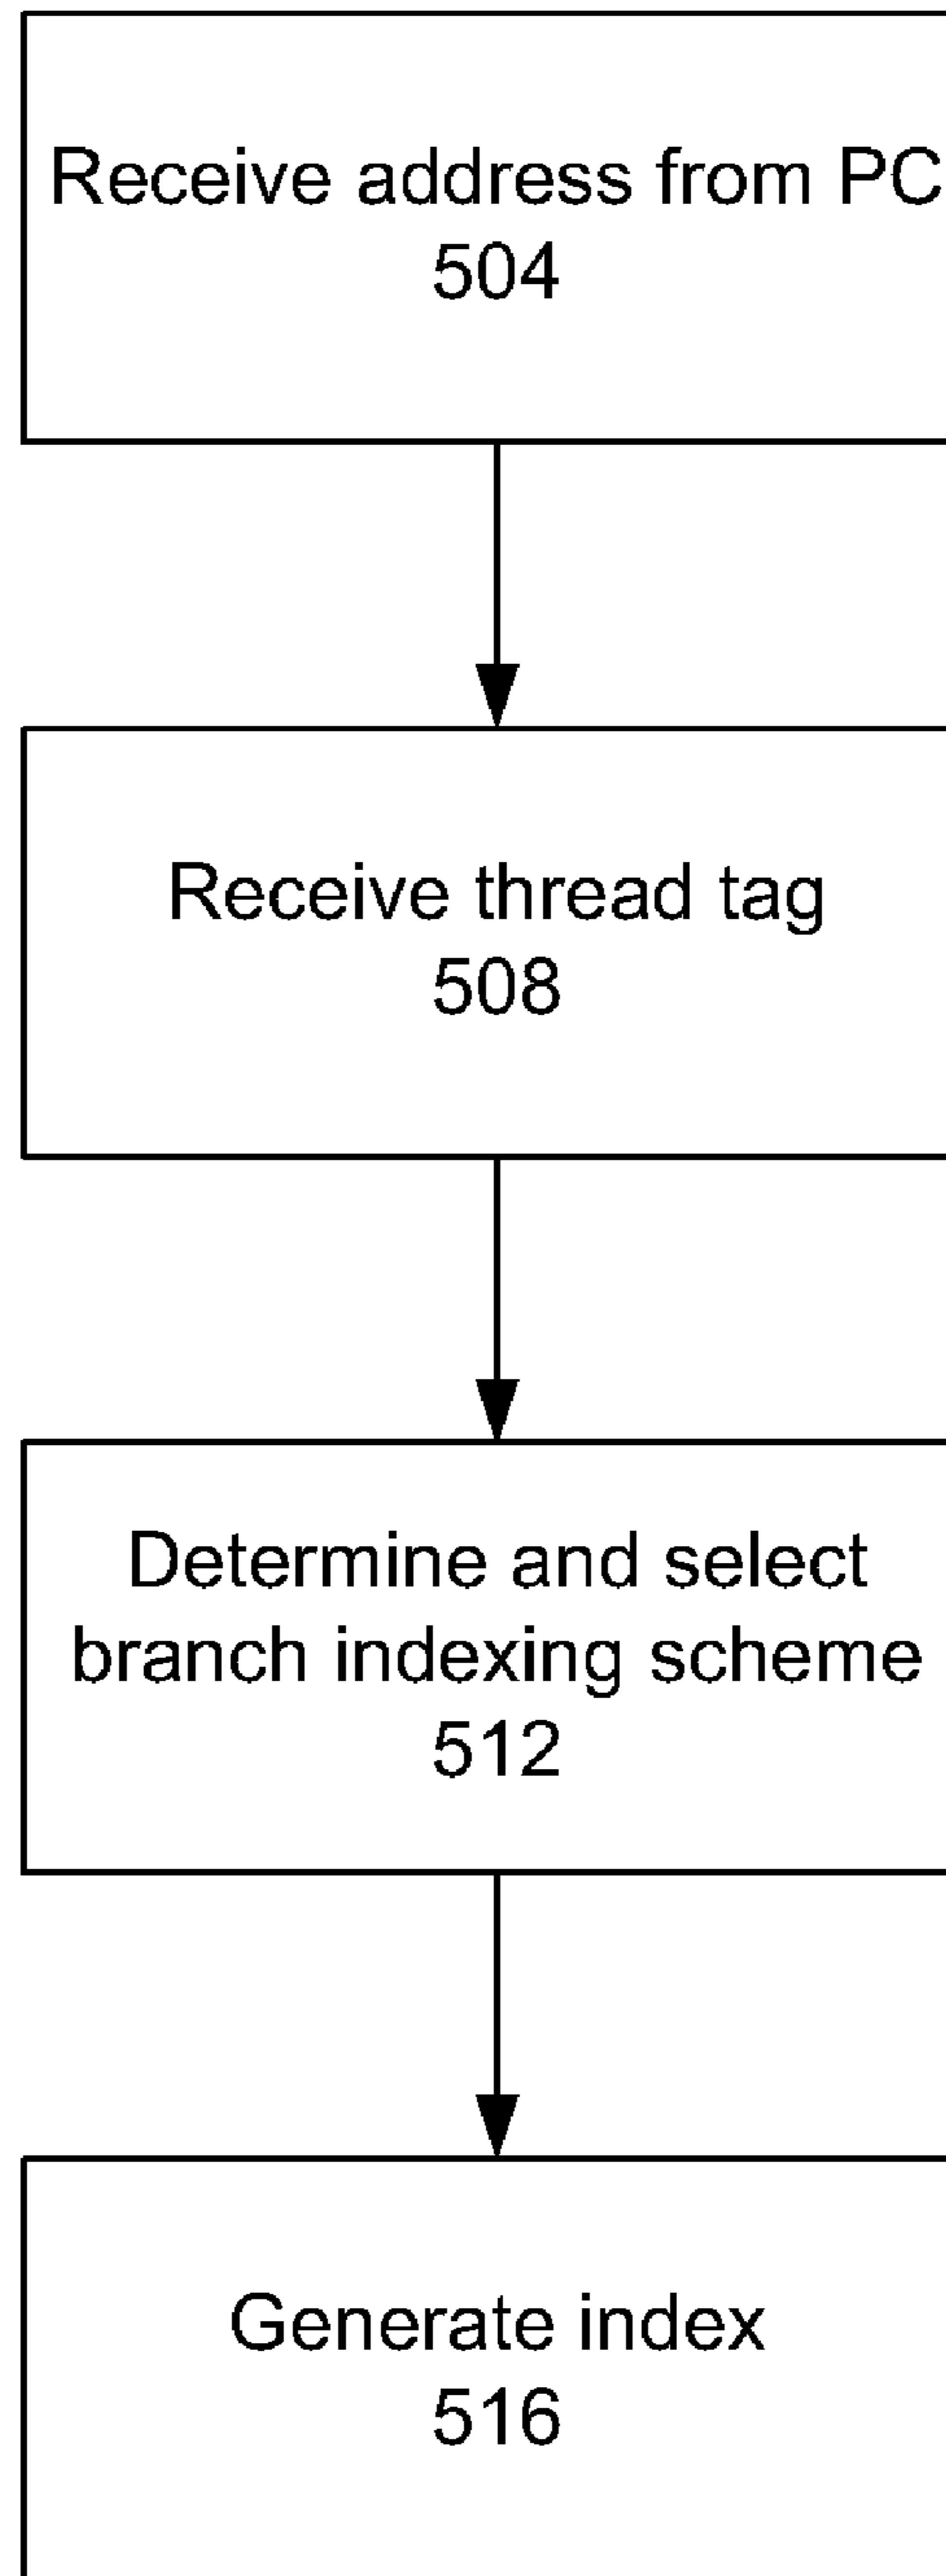 Receive address from PC
504
Receive thread tag
508
Determine and select
branch indexing scheme
512
Generate index
516